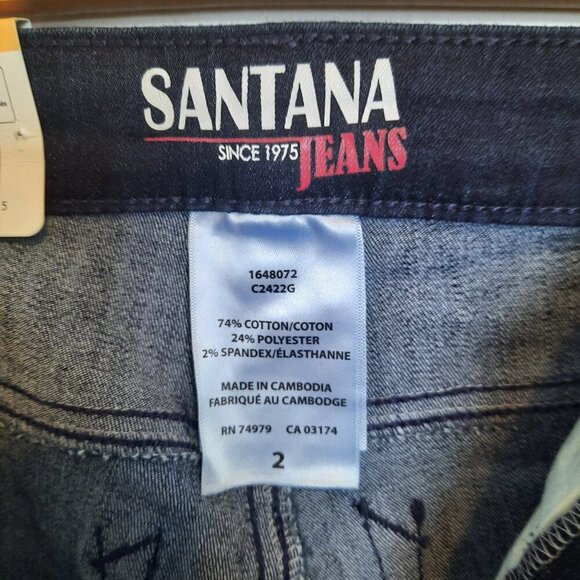 SANTANA
SINCE 1975 JEANS
1648072
C2422G
74% COTTON/COTON
24% POLYESTER
2% SPANDEX/ÉLASTHANNE
MADE IN CAMBODIA
FABRIQUÉ AU CAMBODGE
RN 74979 CA 03174
2
5